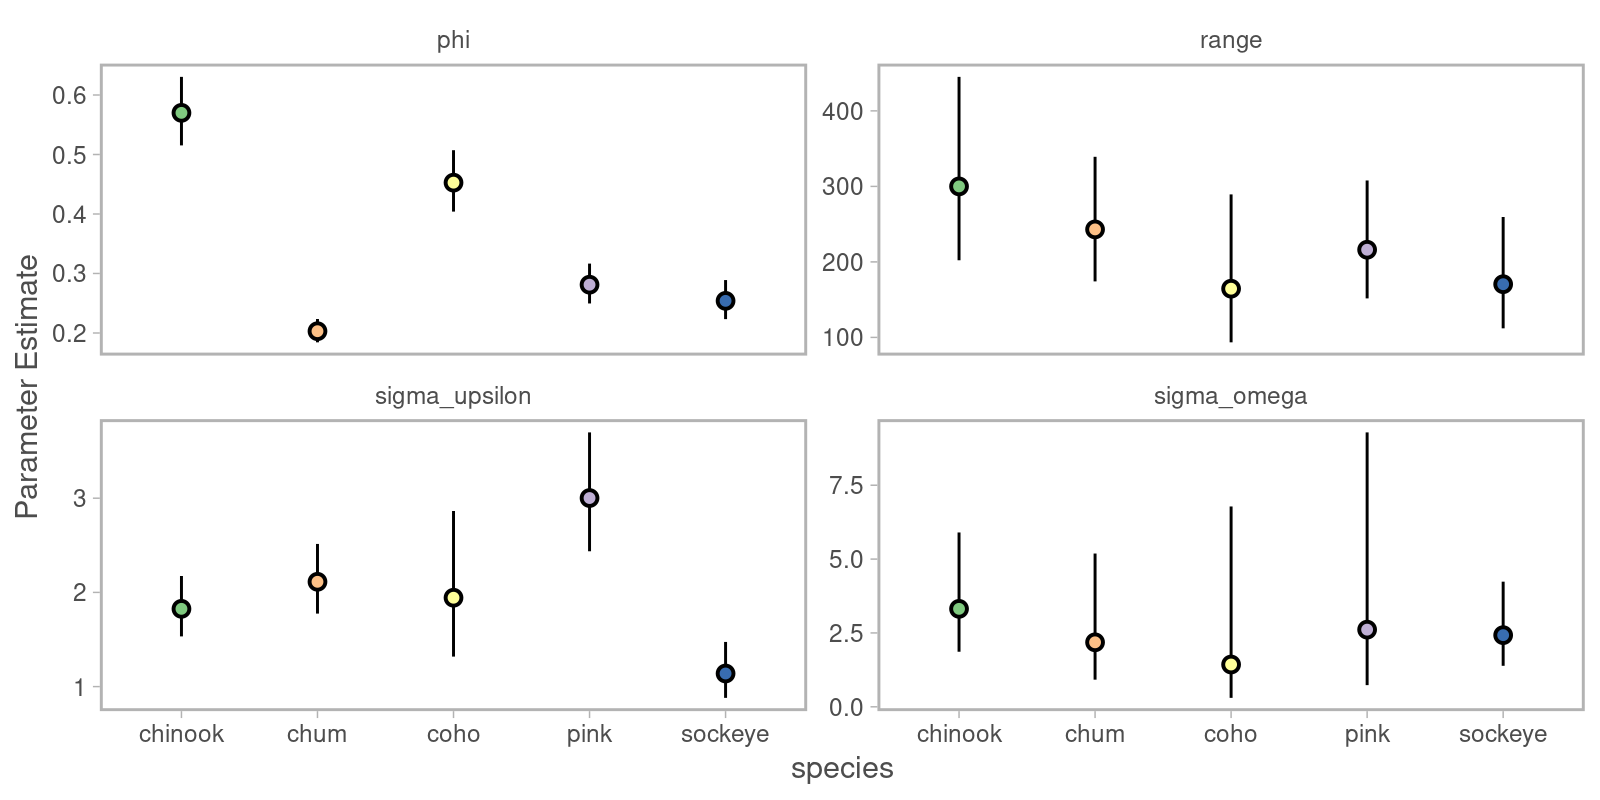 phi
range
0.6
0.5
0.4
0.3
0.2
400
300
200
100
Parameter Estimate
sigma_upsilon
sigma_omega
3
2
1
7.5
5.0
2.5
0.0
chinook chum coho pink sockeye
chinook chum coho pink sockeye
species